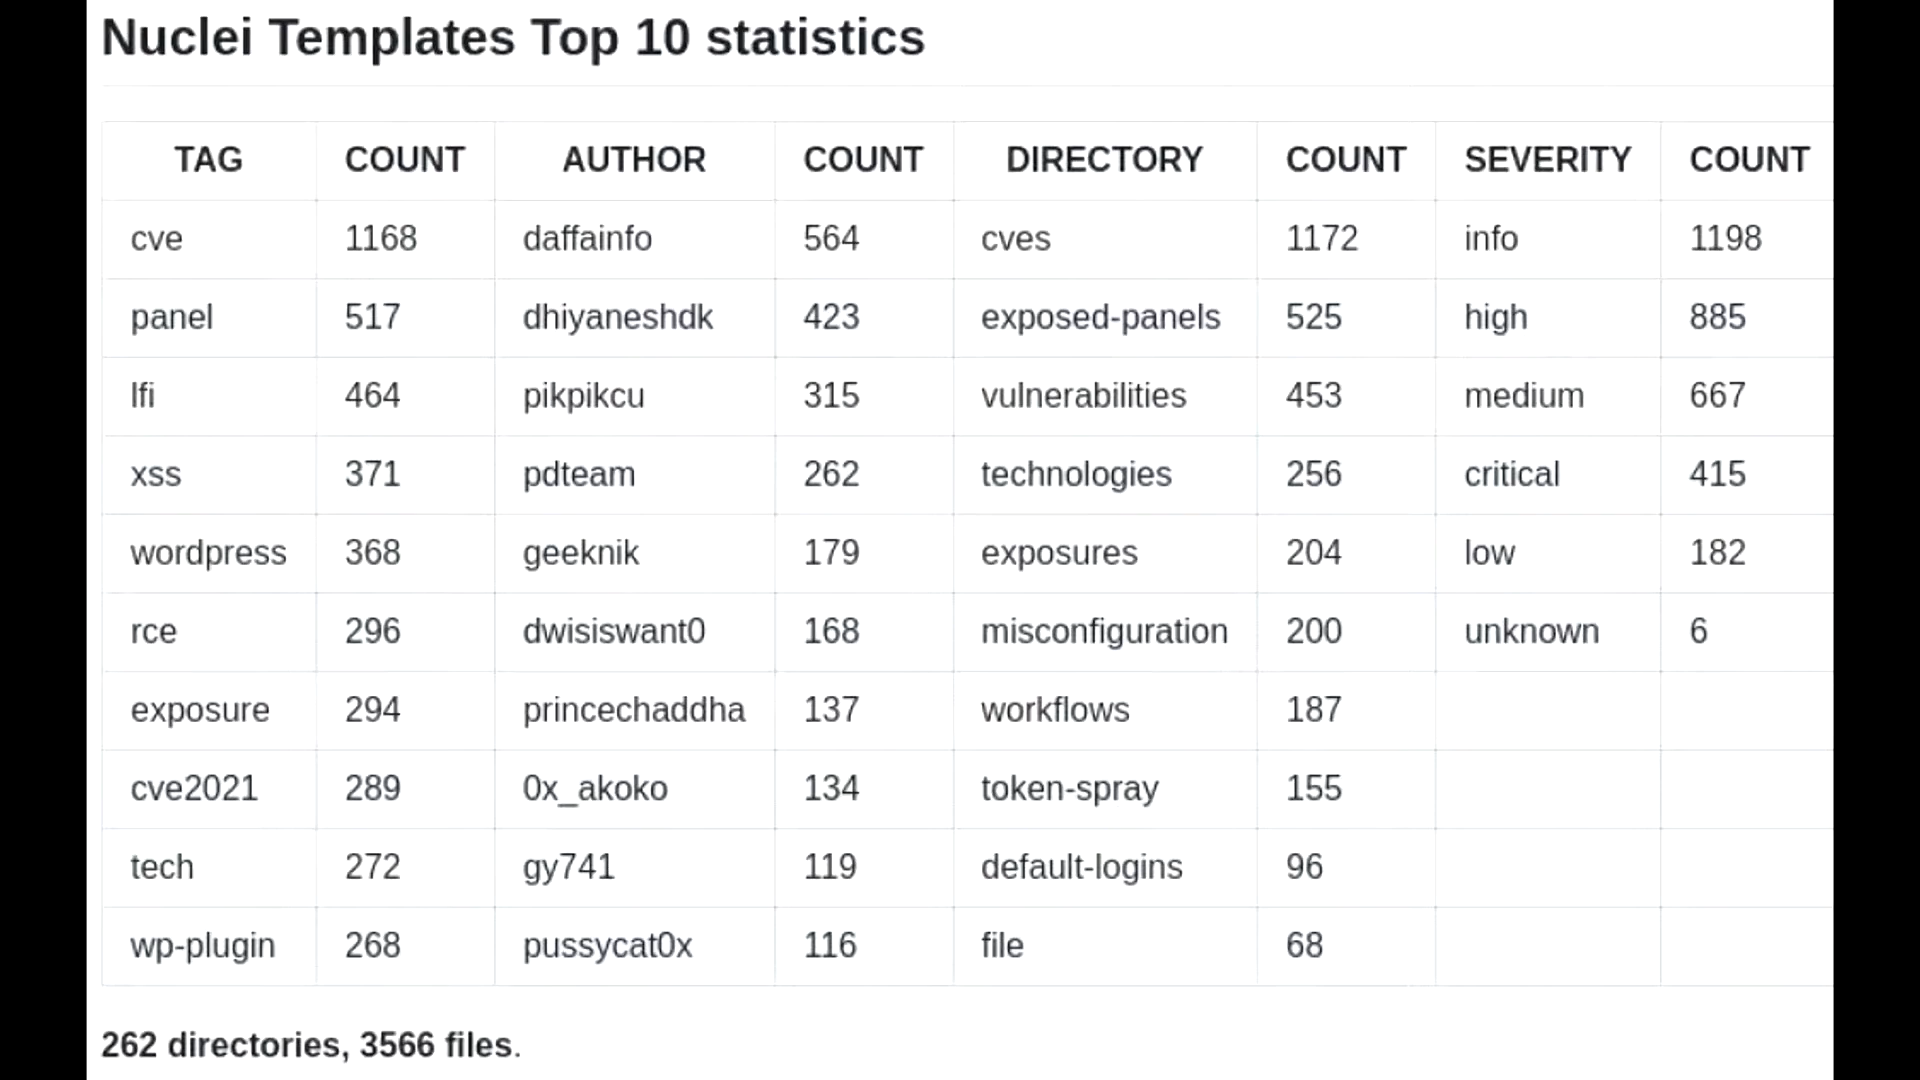 Nuclei Templates Top 10 statistics
TAG COUNT AUTHOR COUNT DIRECTORY COUNT SEVERITY COUNT
cve 1168 daffainfo 564 cves 1172 info 1198
panel 517 dhiyaneshdk 423 exposed-panels 525 high 885
lfi 464 pikpikcu 315 vulnerabilities 453 medium 667
xss 371 pdteam 262 technologies 256 critical 415
wordpress 368 geeknik 179 exposures 204 low 182
rce 296 dwisiswant0 168 misconfiguration 200 unknown 6
exposure 294 princechaddha 137 workflows 187
cve2021 289 0x_akoko 134 token-spray 155
tech 272 gy741 119 default-logins 96
wp-plugin 268 pussycat0x 116 file 68
262 directories, 3566 files.